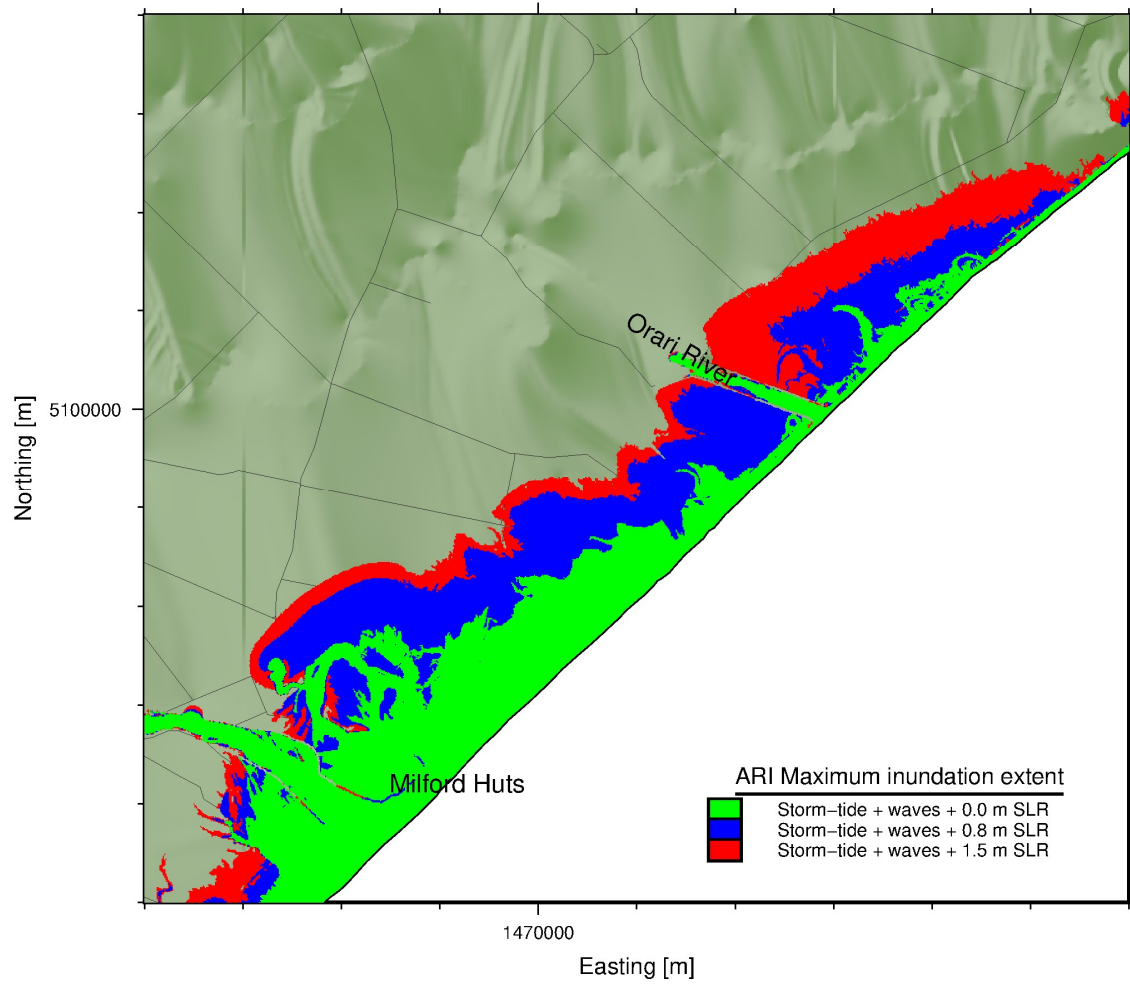 Orari River
Northing [m]
5100000
Milford Huts
ARI Maximum inundation extent
Storm−tide + waves + 0.0 m SLR
Storm−tide + waves + 0.8 m SLR
Storm−tide + waves + 1.5 m SLR
1470000
Easting [m]